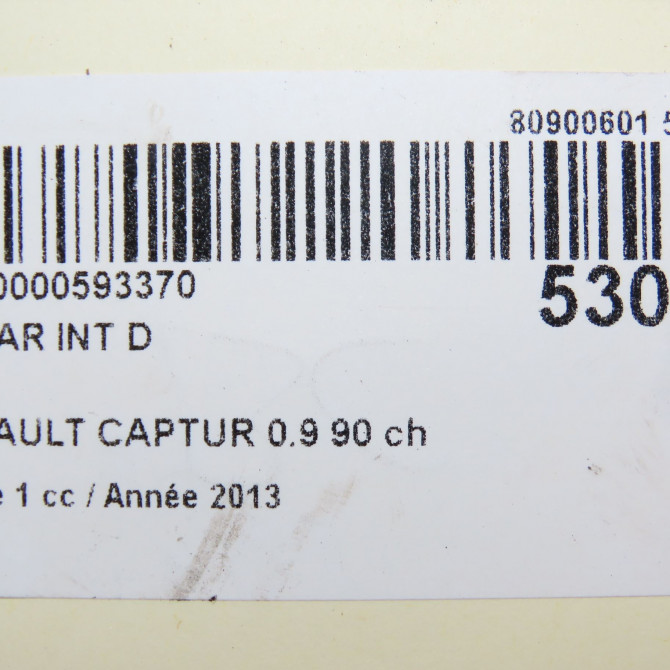 80900601 5
0000593370
530
AR INT D
AULT CAPTUR 0.9 90 ch
e 1 cc / Année 2013